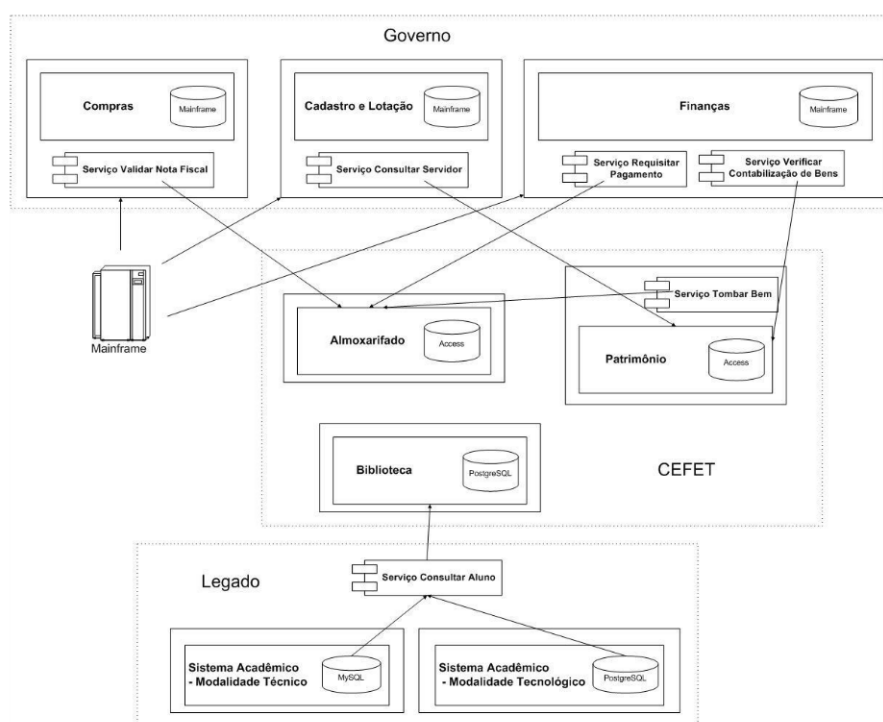 Governo
Compras
Mainframe
Serviço Validar Nota Fiscal
Cadastro e Lotação
Mainframe
Serviço Consultar Servidor
Finanças
Mainframe
Serviço Requisitar
Pagamento
Serviço Verificar
Contabilização de Bens
Mainframe
Almoxarifado
Access
Serviço Tombar Bem
Patrimônio
Access
Biblioteca
PostgreSQL
CEFET
Legado
Serviço Consultar Aluno
Sistema Acadêmico
- Modalidade Técnico
MySQL
Sistema Acadêmico
- Modalidade Tecnológico
PostgreSQL